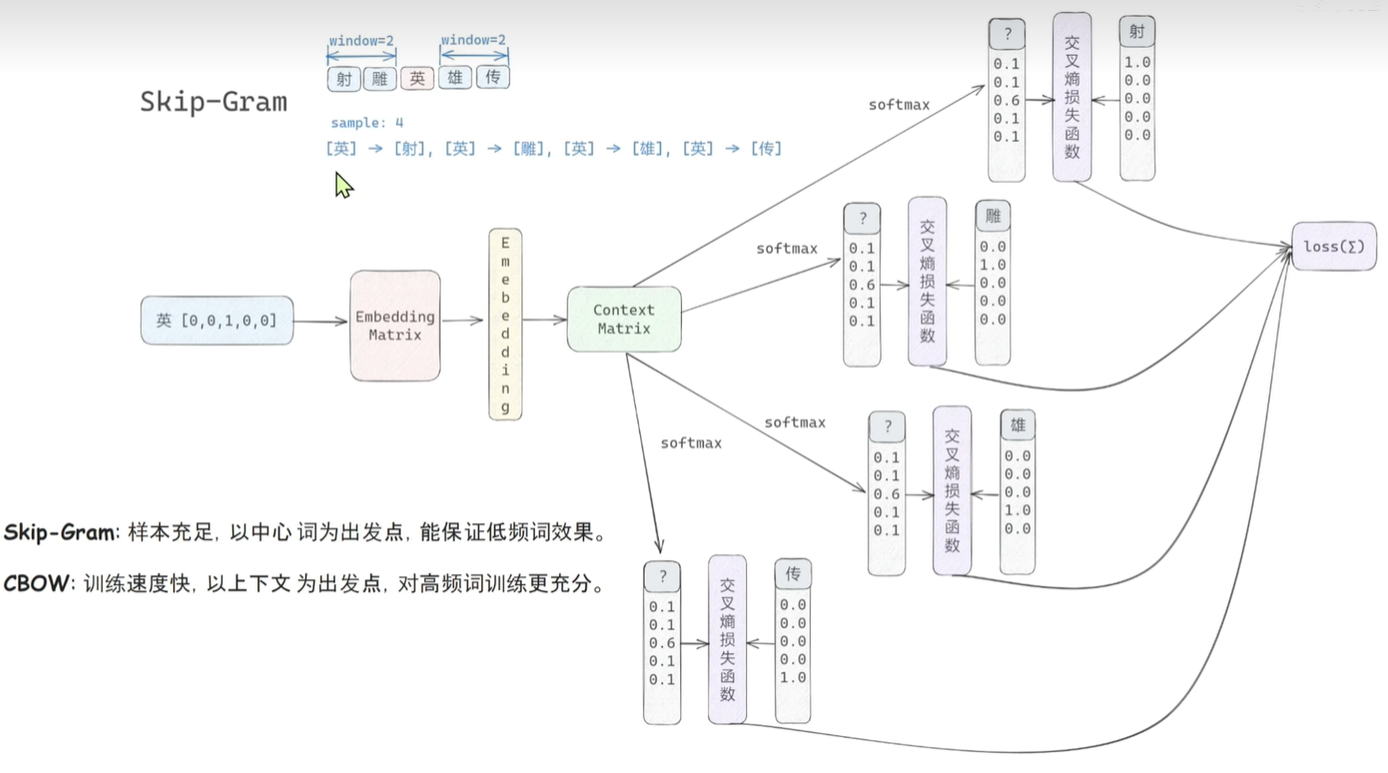 Skip-Gram
window=2 window=2
射 雕 英 雄 传
sample: 4
[英] → [射], [英] → [雕], [英] → [雄], [英] → [传]
英 [0,0,1,0,0]
Embedding
Matrix
Emebedding
Context
Matrix
softmax
?
0.1
0.1
0.6
0.1
0.1
交叉熵损失函数
射
1.0
0.0
0.0
0.0
0.0
softmax
?
0.1
0.1
0.6
0.1
0.1
交叉熵损失函数
雕
0.0
1.0
0.0
0.0
0.0
softmax
?
0.1
0.1
0.6
0.1
0.1
交叉熵损失函数
雄
0.0
0.0
0.0
1.0
0.0
softmax
?
0.1
0.1
0.6
0.1
0.1
交叉熵损失函数
传
0.0
0.0
0.0
0.0
1.0
loss(∑)
Skip-Gram: 样本充足, 以中心 词为出发点, 能保证低频词效果。
CBOW: 训练速度快, 以上下文 为出发点, 对高频词训练更充分。